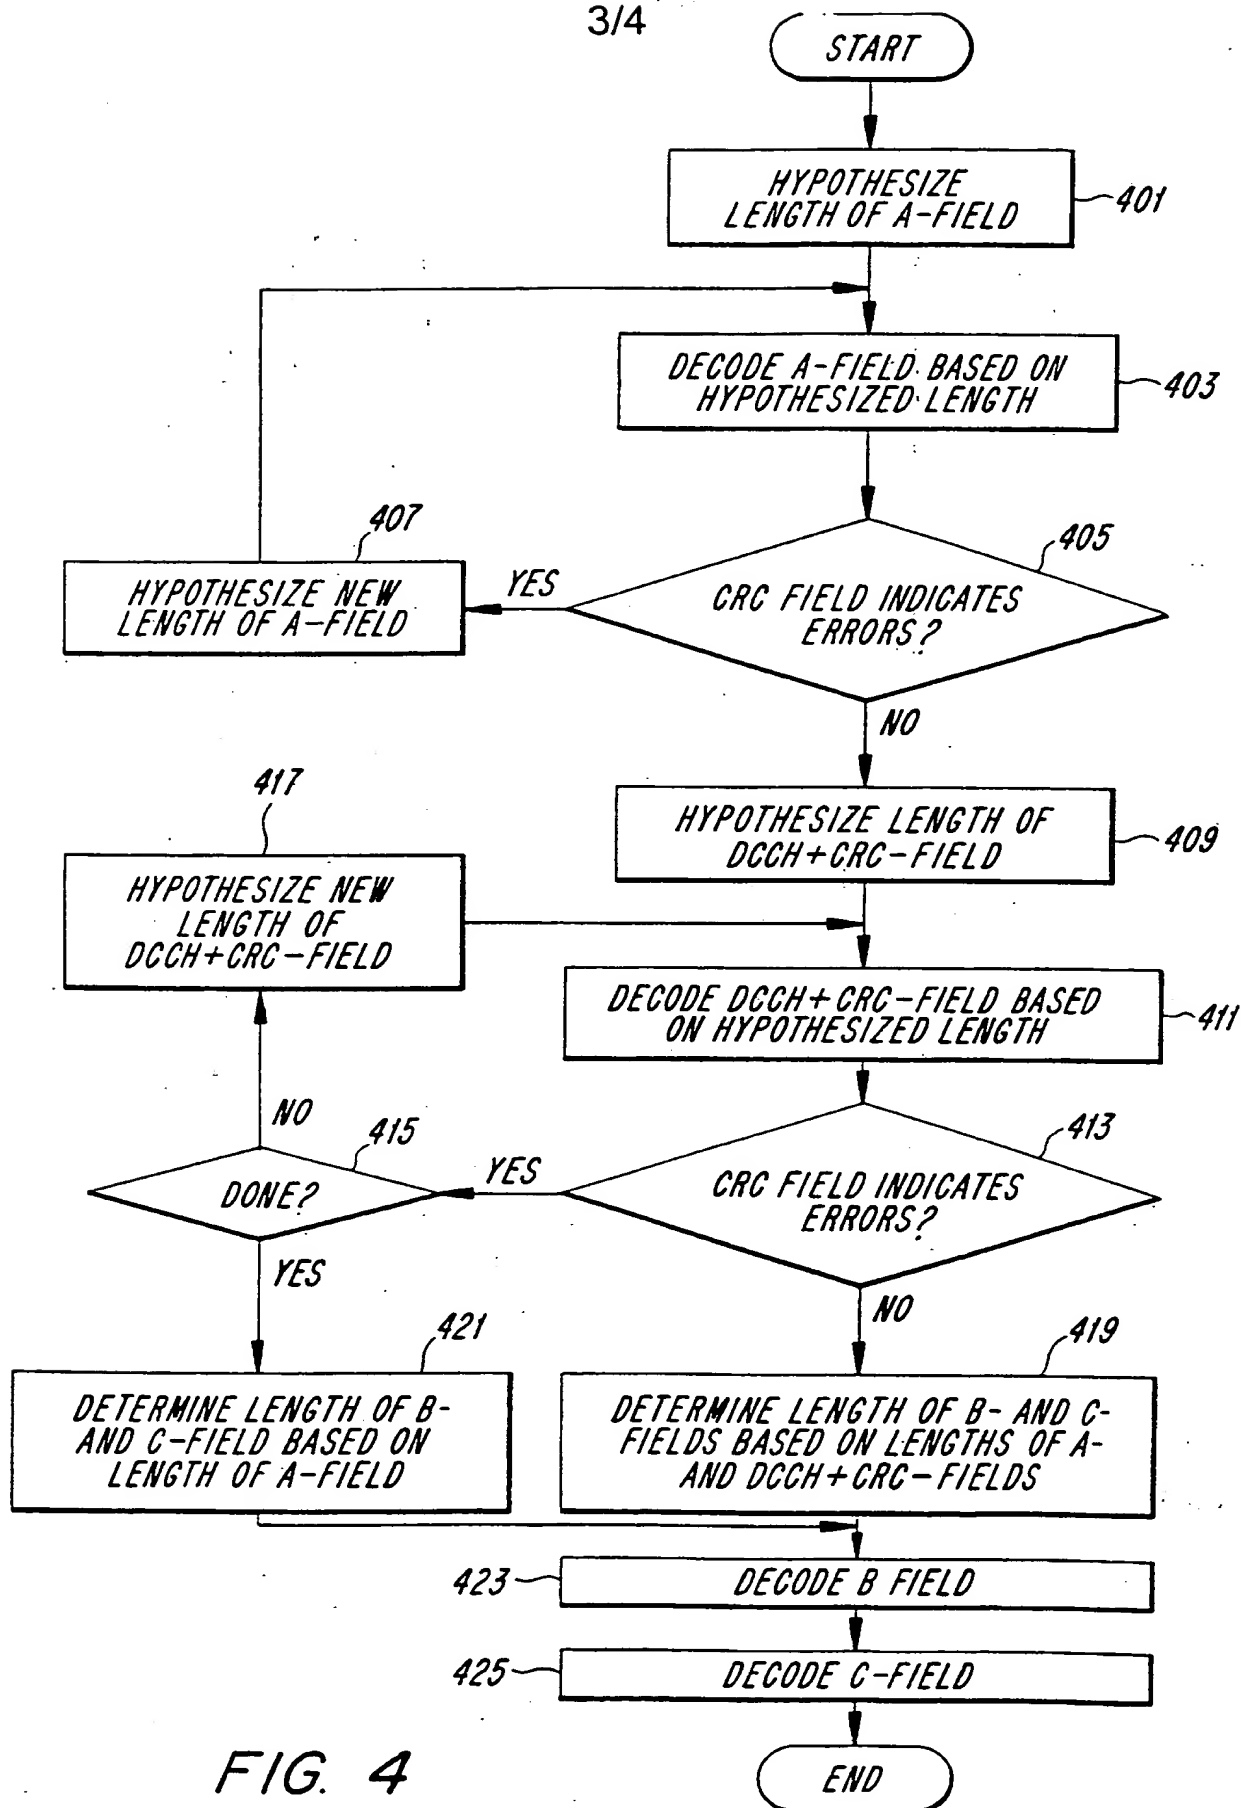 3/4
START
HYPOTHESIZE
LENGTH OF A-FIELD
401
DECODE A-FIELD BASED ON
HYPOTHESIZED LENGTH
403
407
405
HYPOTHESIZE NEW
LENGTH OF A-FIELD
YES
CRC FIELD INDICATES
ERRORS?
NO
417
HYPOTHESIZE LENGTH OF
DCCH+CRC-FIELD
409
HYPOTHESIZE NEW
LENGTH OF
DCCH+CRC-FIELD
DECODE DCCH+CRC-FIELD BASED
ON HYPOTHESIZED LENGTH
411
NO
415
413
DONE?
YES
CRC FIELD INDICATES
ERRORS?
YES
NO
421
419
DETERMINE LENGTH OF B-
AND C-FIELD BASED ON
LENGTH OF A-FIELD
DETERMINE LENGTH OF B- AND C-
FIELDS BASED ON LENGTHS OF A-
AND DCCH+CRC-FIELDS
423
DECODE B FIELD
425
DECODE C-FIELD
FIG. 4
END